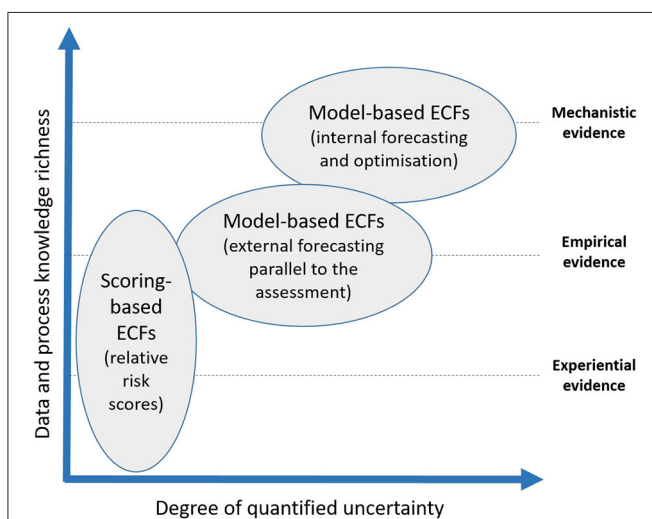 Data and process knowledge richness
Model-based ECFs
(internal forecasting
and optimisation)
Mechanistic
evidence
Model-based ECFs
(external forecasting
parallel to the
assessment)
Empirical
evidence
Scoring-
based
ECFs
(relative
risk
scores)
Experiential
evidence
Degree of quantified uncertainty